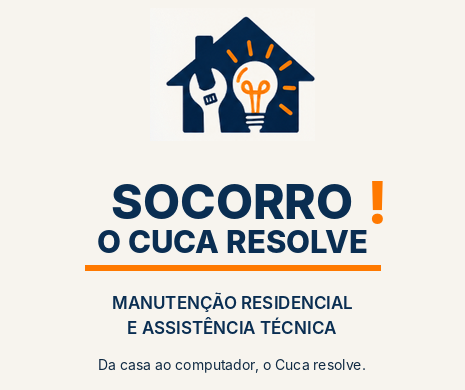 SOCORRO !
O CUCA RESOLVE
MANUTENÇÃO RESIDENCIAL
E ASSISTÊNCIA TÉCNICA
Da casa ao computador, o Cuca resolve.